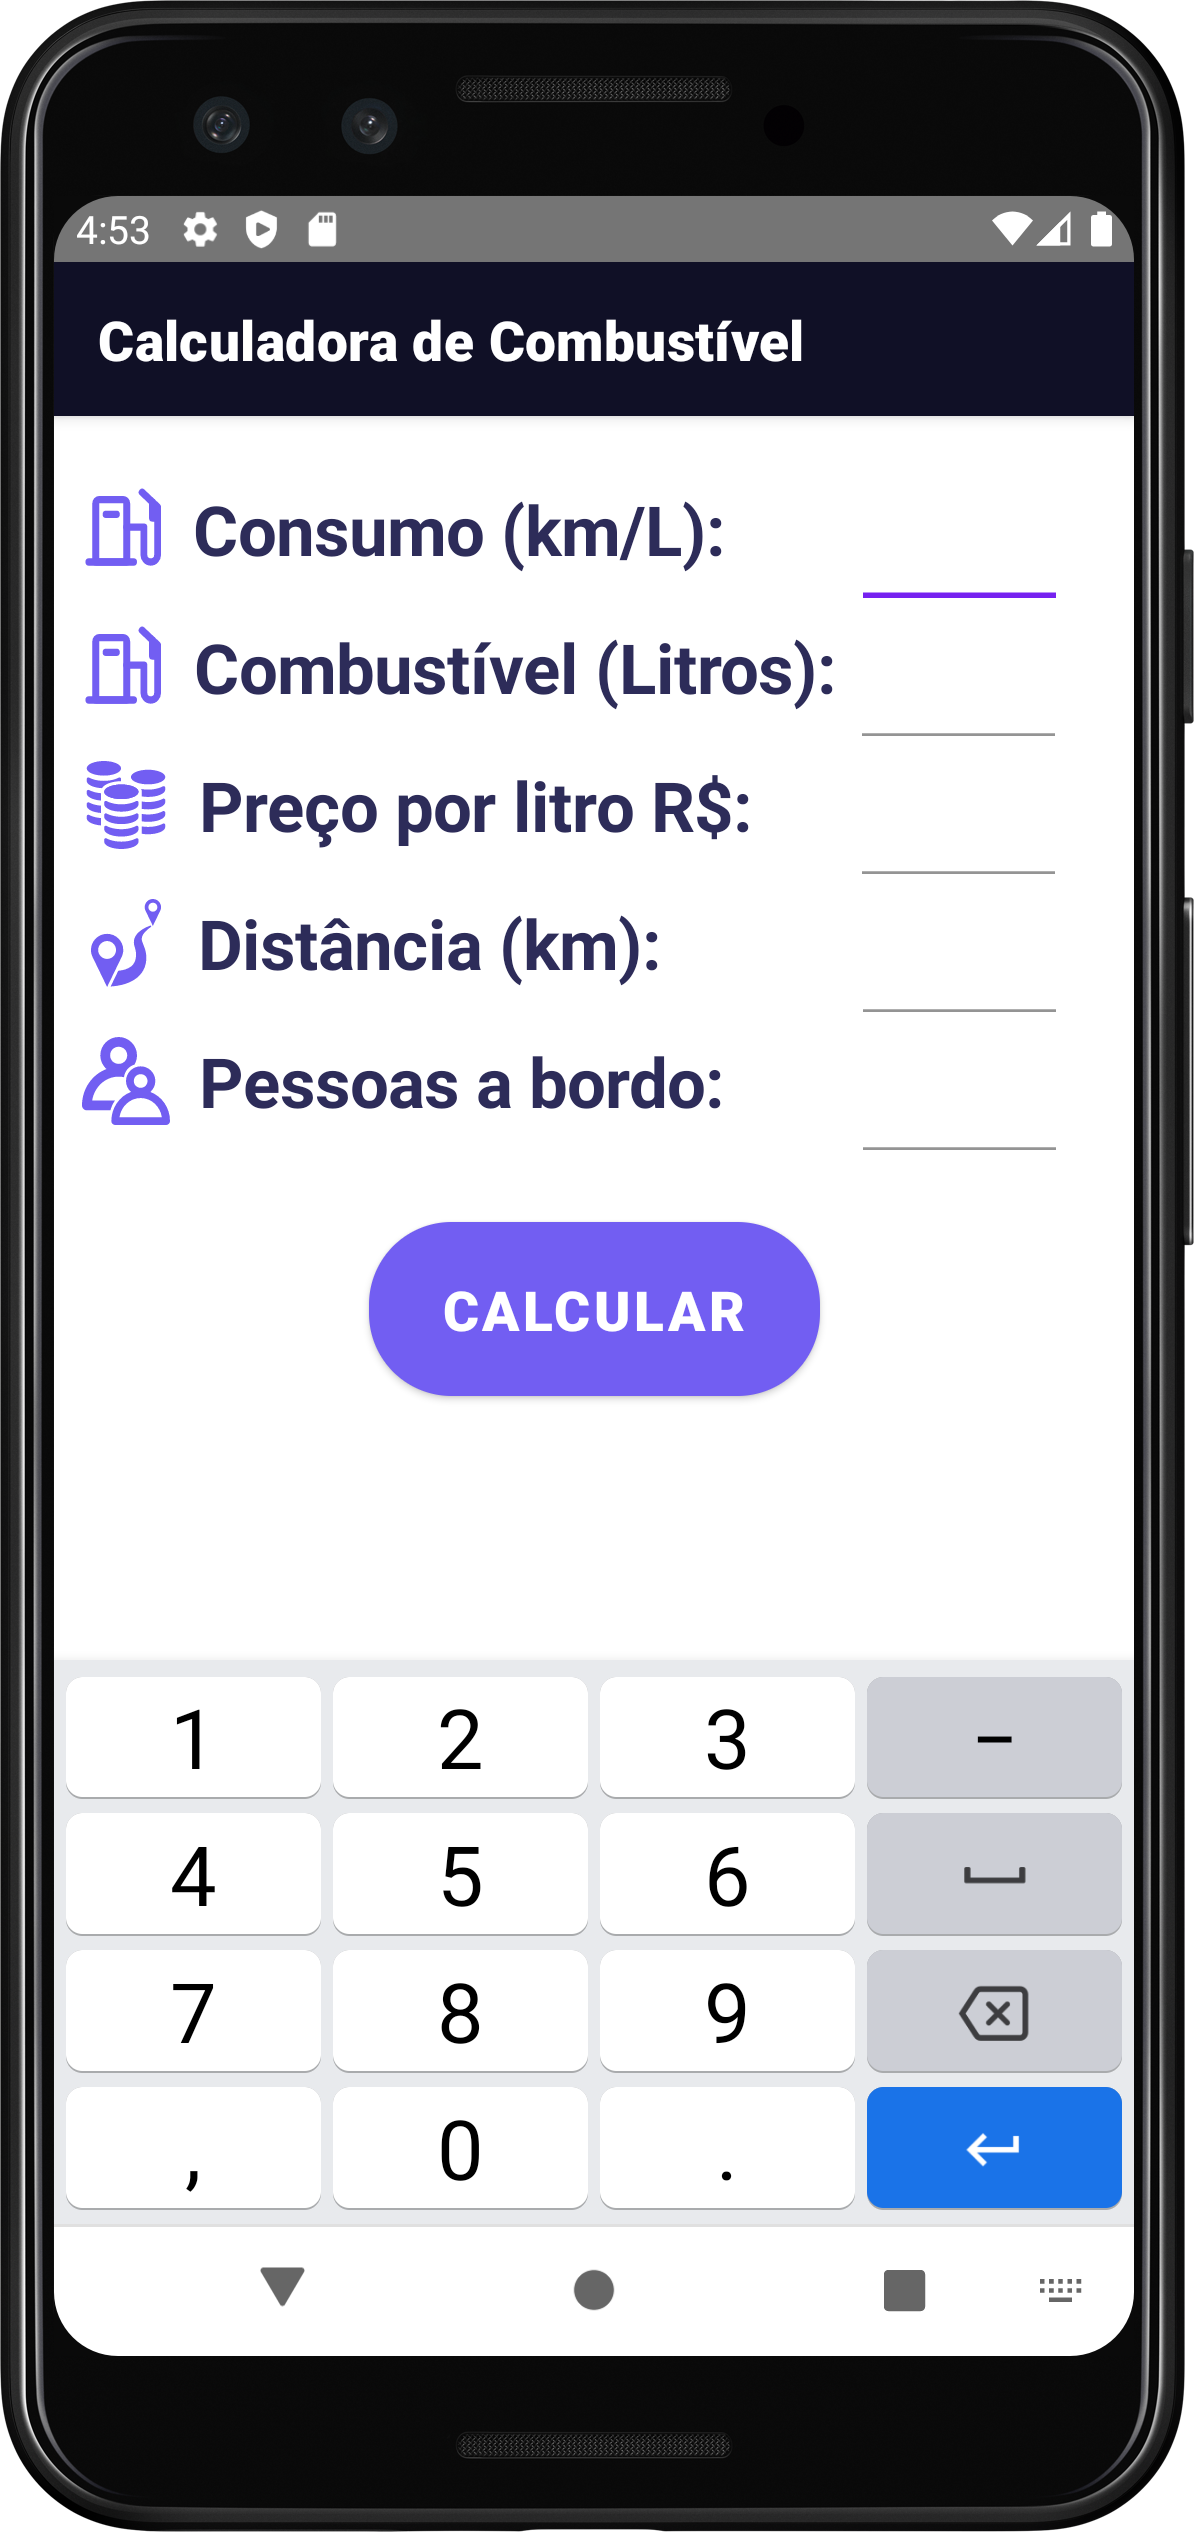 4:53
Calculadora de Combustível
Consumo (km/L):
Combustível (Litros):
Preço por litro R$:
Distância (km):
Pessoas a bordo:
CALCULAR
1 2 3 –
4 5 6
7 8 9
, 0 .